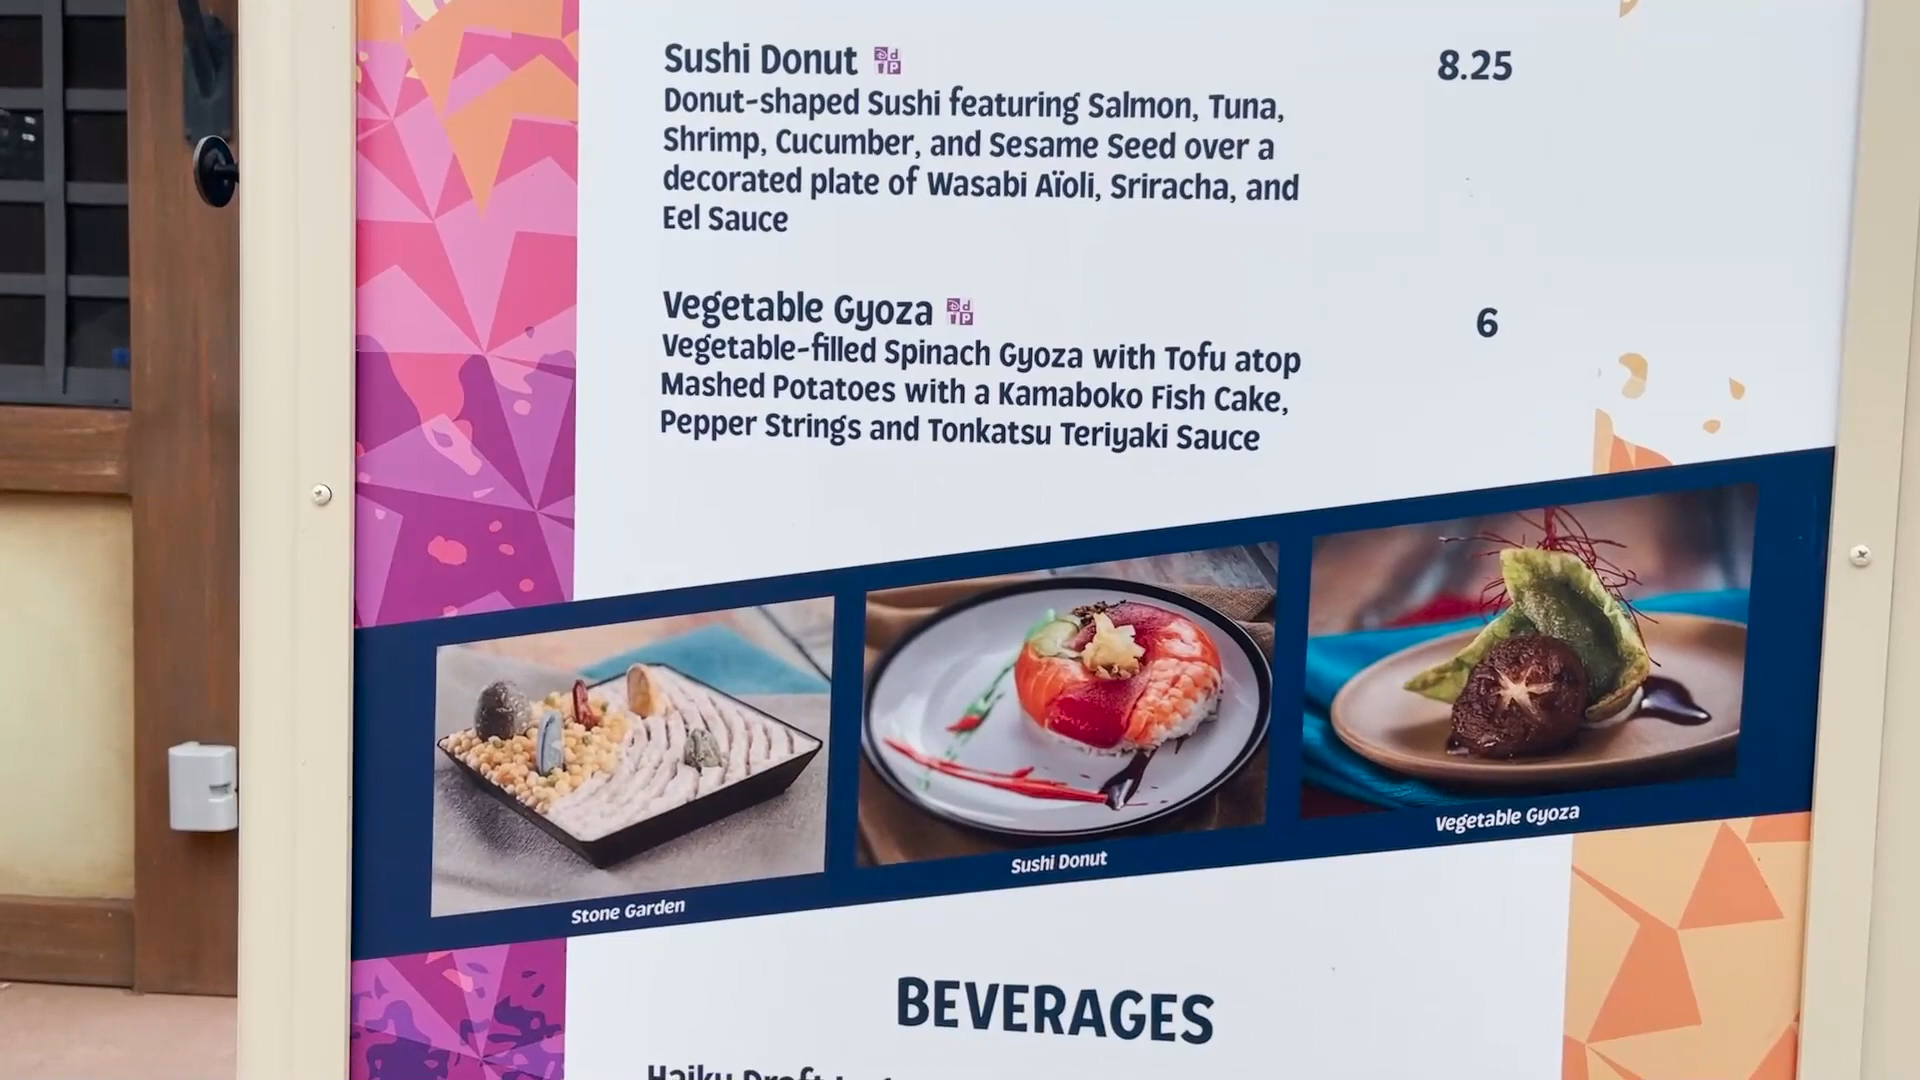 Sushi Donut
8.25
Donut-shaped Sushi featuring Salmon, Tuna,
Shrimp, Cucumber, and Sesame Seed over a
decorated plate of Wasabi Aïoli, Sriracha, and
Eel Sauce
Vegetable Gyoza
6
Vegetable-filled Spinach Gyoza with Tofu atop
Mashed Potatoes with a Kamaboko Fish Cake,
Pepper Strings and Tonkatsu Teriyaki Sauce
Stone Garden
Sushi Donut
Vegetable Gyoza
BEVERAGES
Haiku Draft